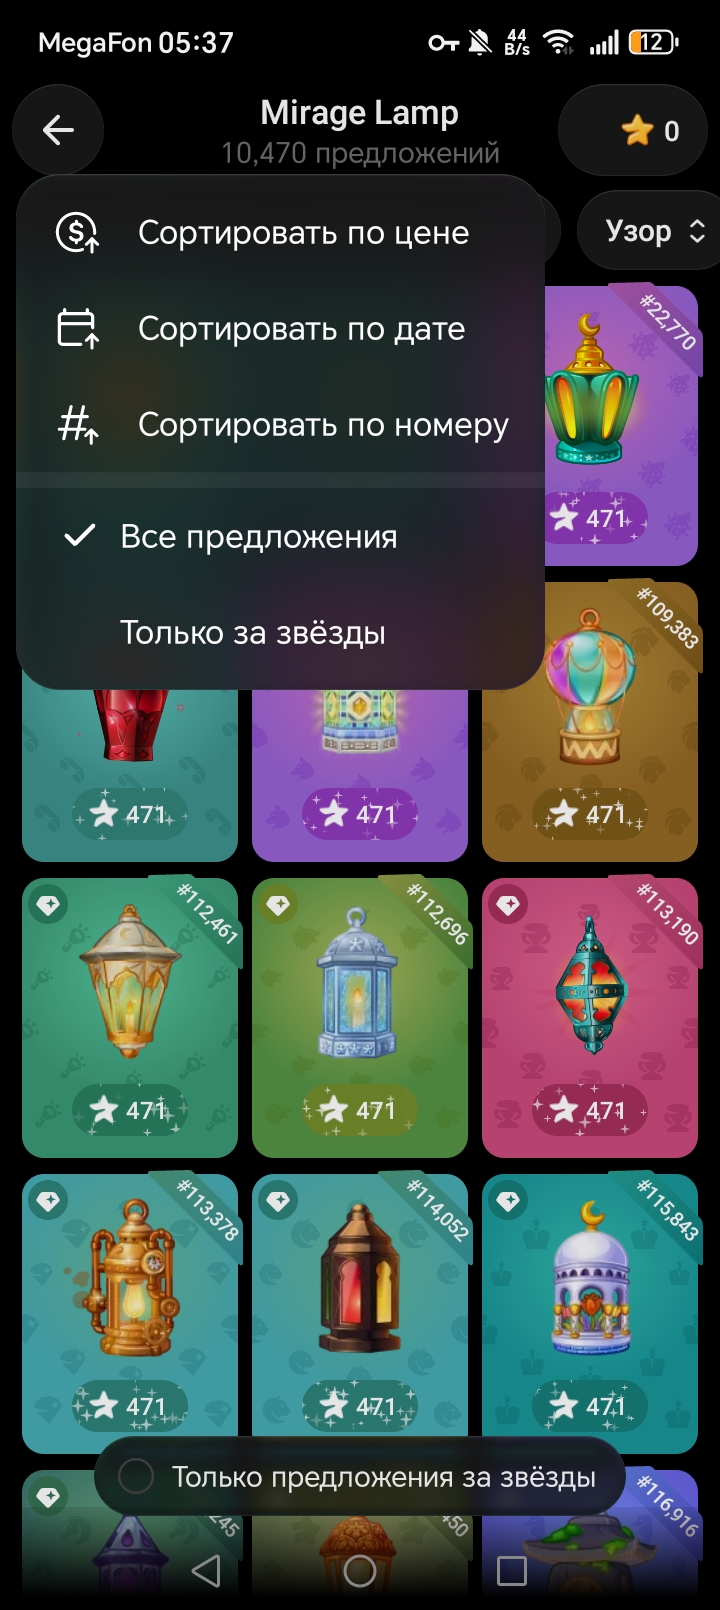 MegaFon 05:37
44
B/s
12
Mirage Lamp
10,470 предложений
0
Сортировать по цене
Сортировать по дате
Сортировать по номеру
Все предложения
Только за звёзды
Узор
#22,770
471
#109,383
471
471
471
#112,461
#112,696
#113,190
471
471
471
#113,378
#114,052
#115,843
471
471
471
Только предложения за звёзды
245
450
#116,916